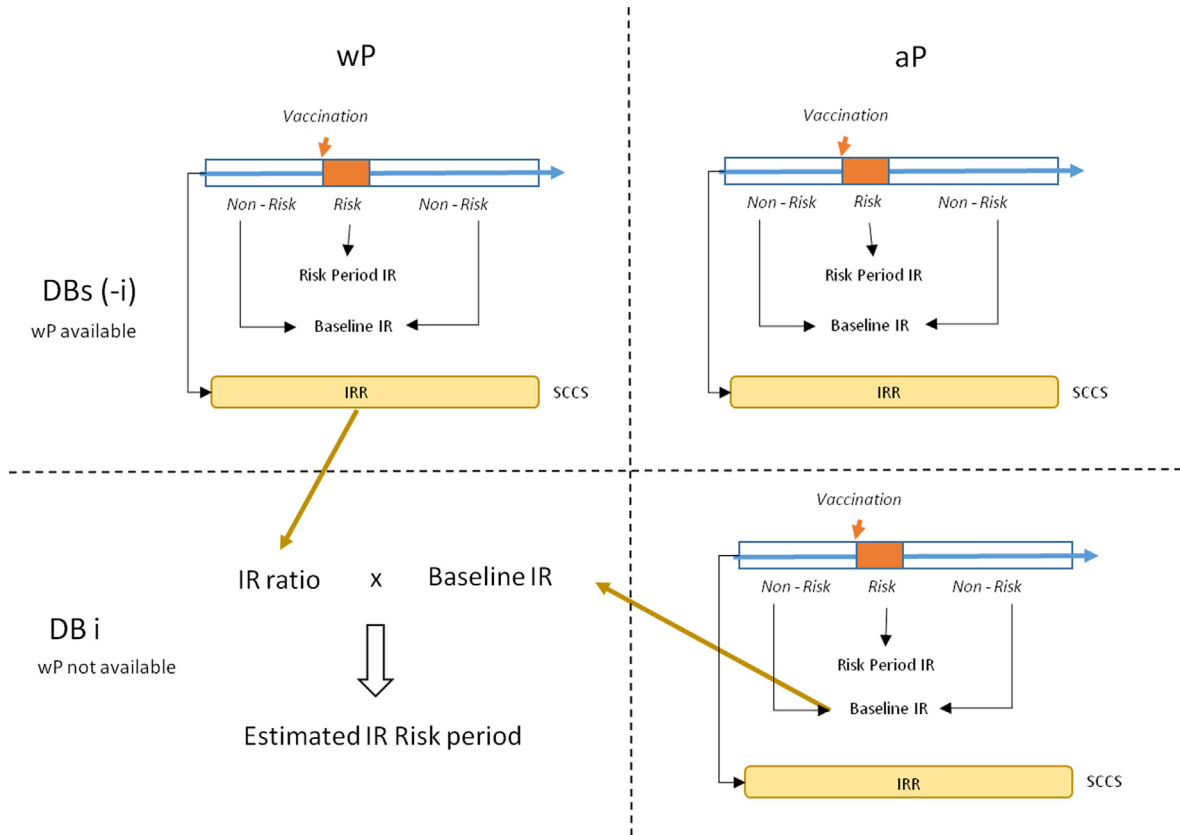 wP
Vaccination
Non - Risk
Risk
Non - Risk
Risk Period IR
Baseline IR
IRR
SCCS
aP
Vaccination
Non - Risk
Risk
Non - Risk
Risk Period IR
Baseline IR
IRR
SCCS
DBs (-i)
wP available
IR ratio
x
Baseline IR
Estimated IR Risk period
DB i
wP not available
Vaccination
Non - Risk
Risk
Non - Risk
Risk Period IR
Baseline IR
IRR
SCCS